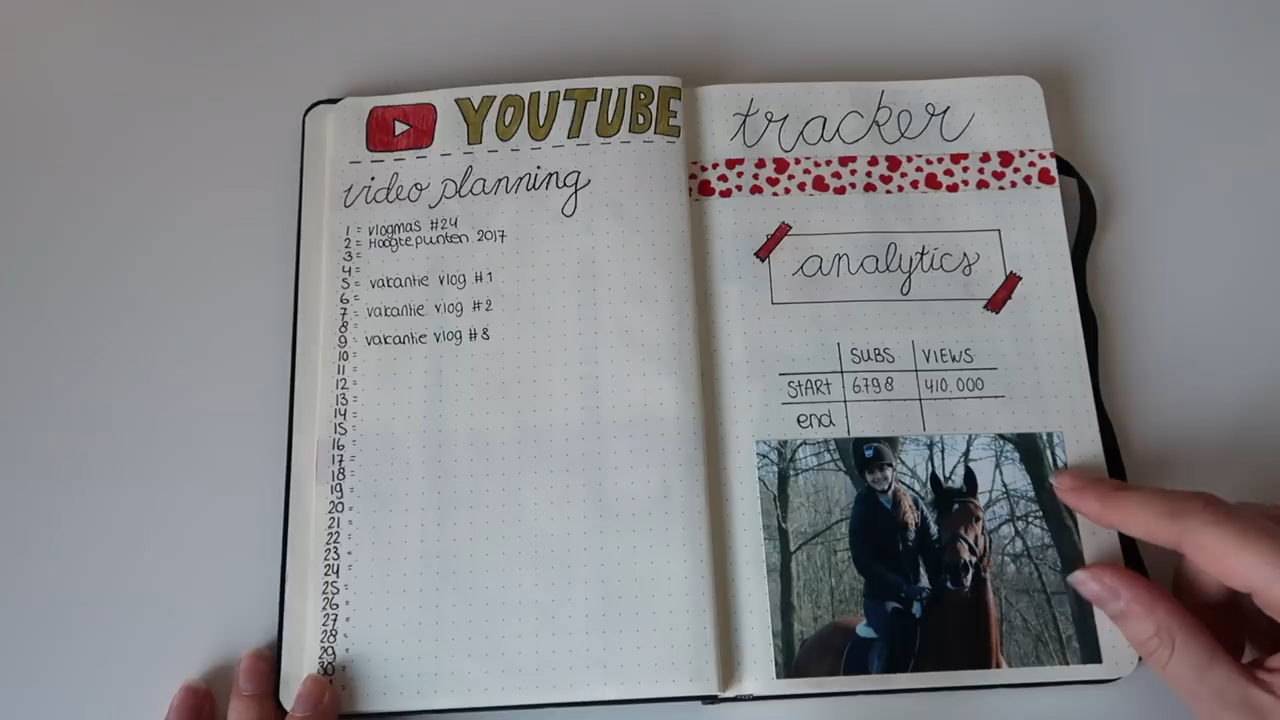 YOUTUBE tracker
video planning
1 = vlogmas #24
2 = Hoogtepunten 2017
3 =
4 =
5 = vakantie vlog #1
6 =
7 = vakantie vlog #2
8 =
9 = vakantie vlog #3
10 =
11 =
12 =
13 =
14 =
15 =
16 =
17 =
18 =
19 =
20 =
21 =
22 =
23 =
24 =
25 =
26 =
27 =
28 =
29 =
30 =
analytics
SUBS VIEWS
START 6798 410.000
end